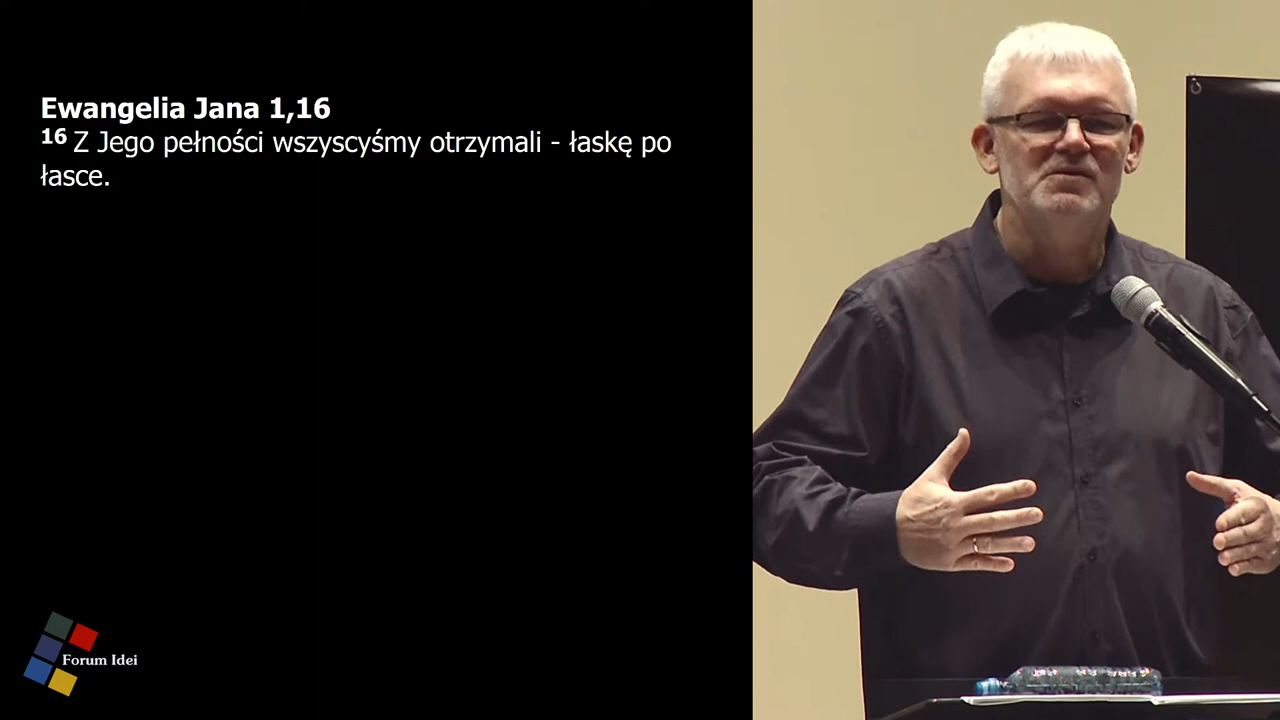 Ewangelia Jana 1,16
16 Z Jego pełności wszyscyśmy otrzymali - łaskę po
łasce.
Forum Idei